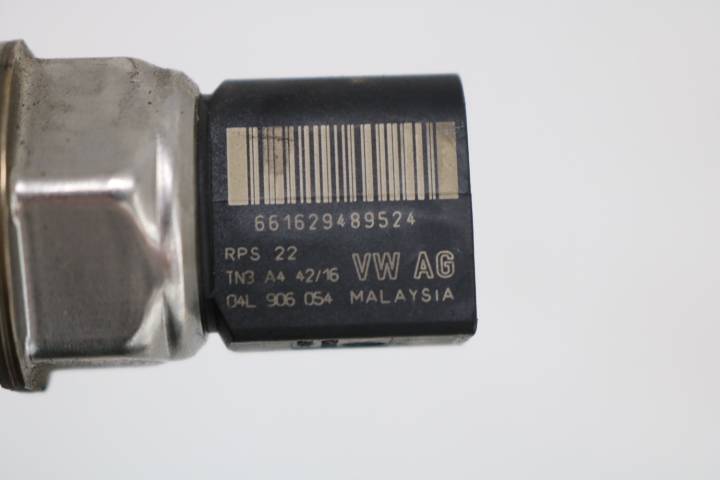 661629489524
RPS 22
TN3 A4 42/16 VW AG
04L 906 054 MALAYSIA